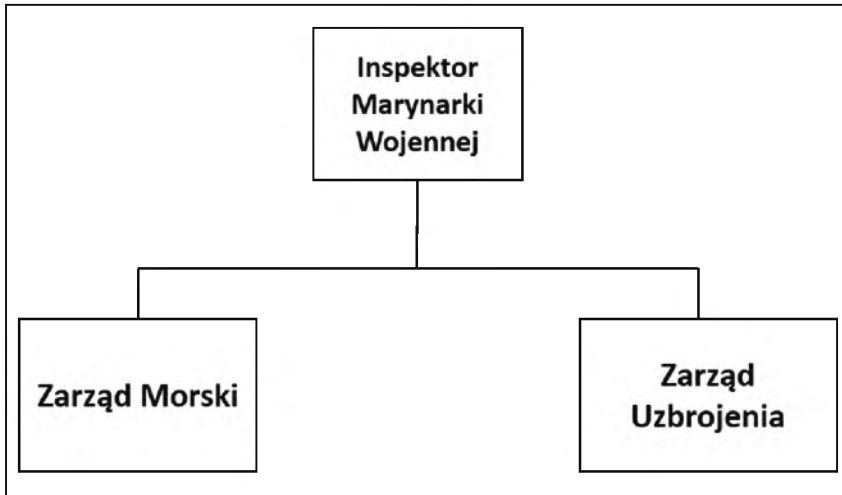 Inspektor
Marynarki
Wojennej
Zarząd Morski
Zarząd
Uzbrojenia